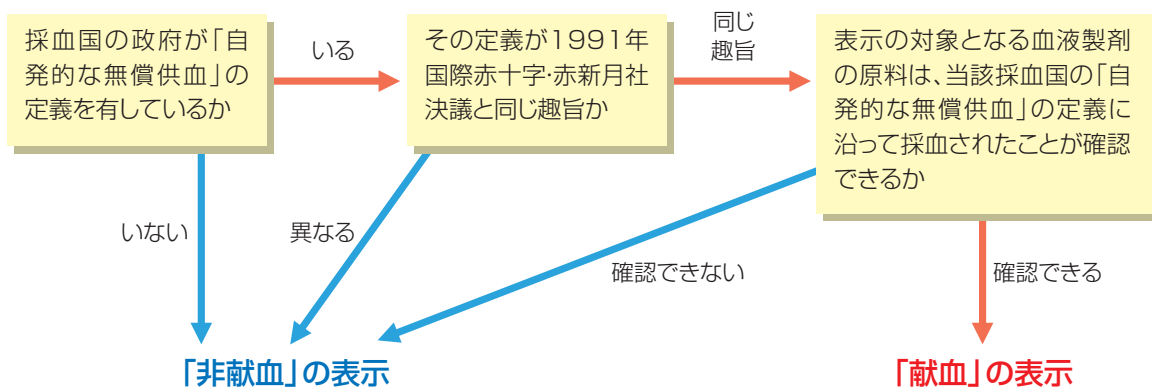 採血国の政府が「自
発的な無償供血」の
定義を有しているか
いる
その定義が1991年
国際赤十字・赤新月社
決議と同じ趣旨か
同じ
趣旨
表示の対象となる血液製剤
の原料は、当該採血国の「自
発的な無償供血」の定義に
沿って採血されたことが確認
できるか
いない
異なる
確認できない
確認できる
「非献血」の表示
「献血」の表示